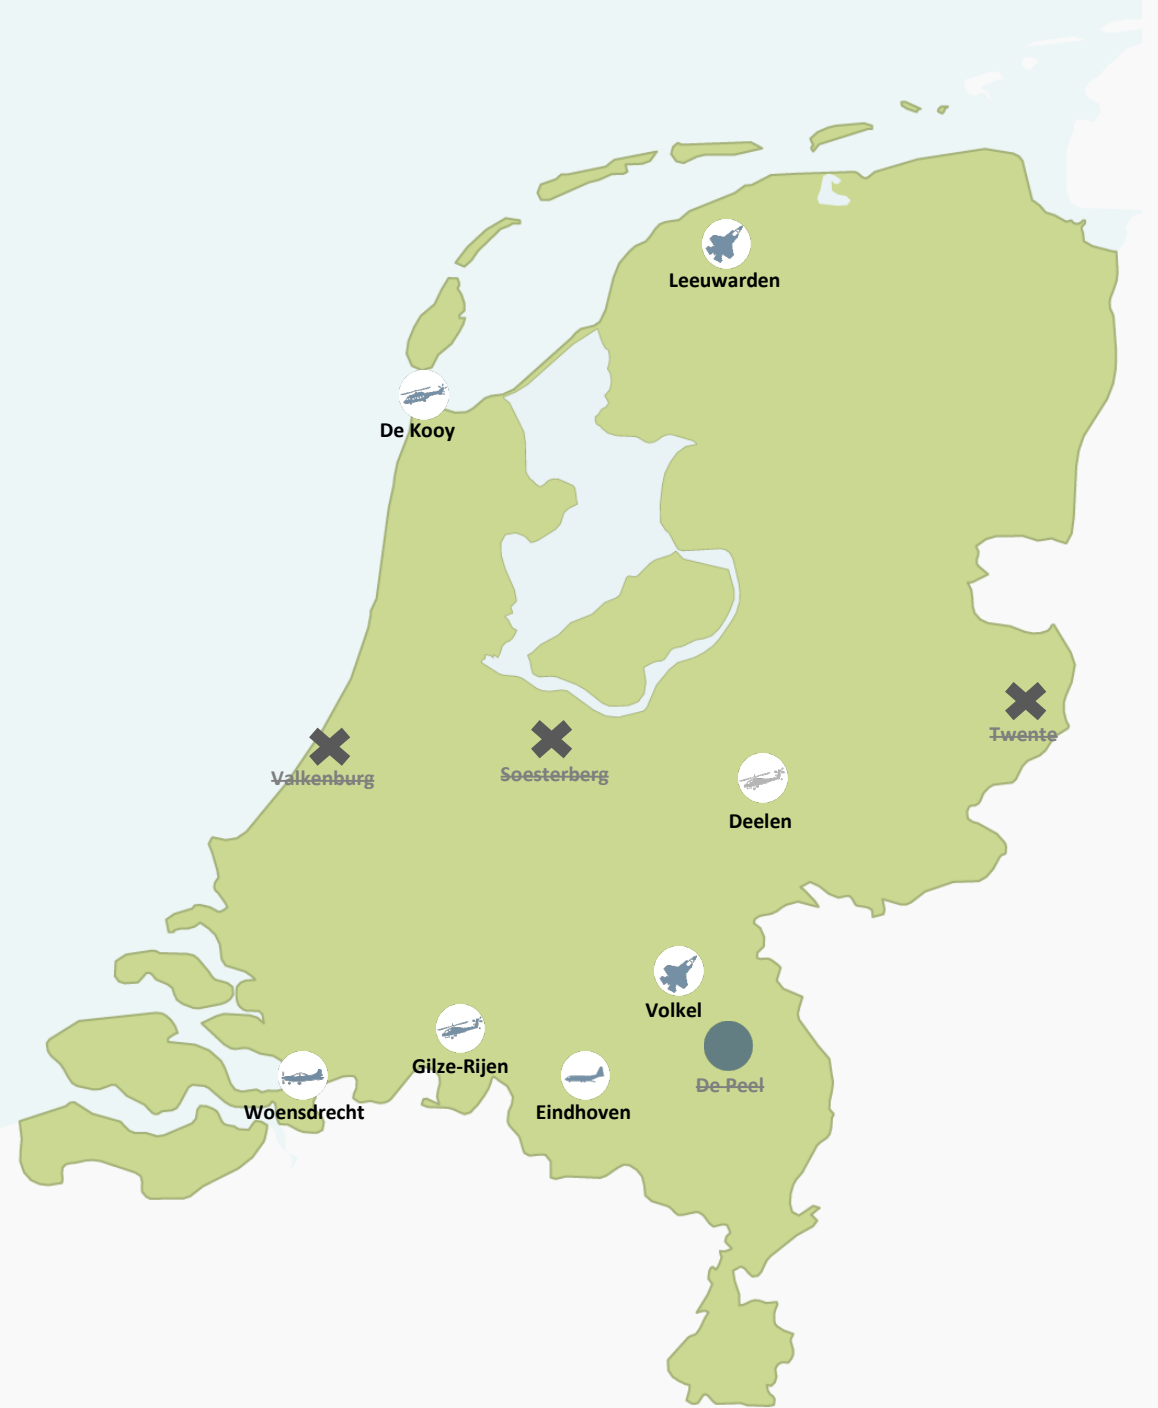 Leeuwarden
De Kooy
Twente
Valkenburg
Soesterberg
Deelen
Volkel
Gilze-Rijen
De Peel
Woensdrecht
Eindhoven